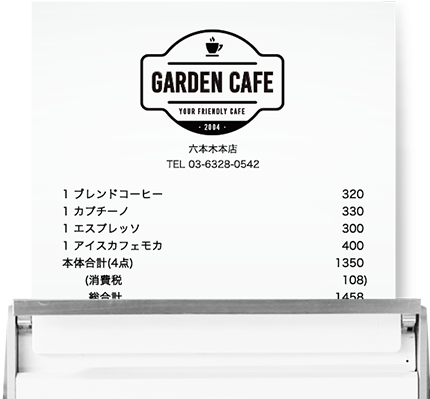 GARDEN CAFE
YOUR FRIENDLY CAFE
・2004・
六本木本店
TEL 03-6328-0542
1 ブレンドコーヒー 320
1 カプチーノ 330
1 エスプレッソ 300
1 アイスカフェモカ 400
本体合計(4点) 1350
(消費税 108)
総合計 1458